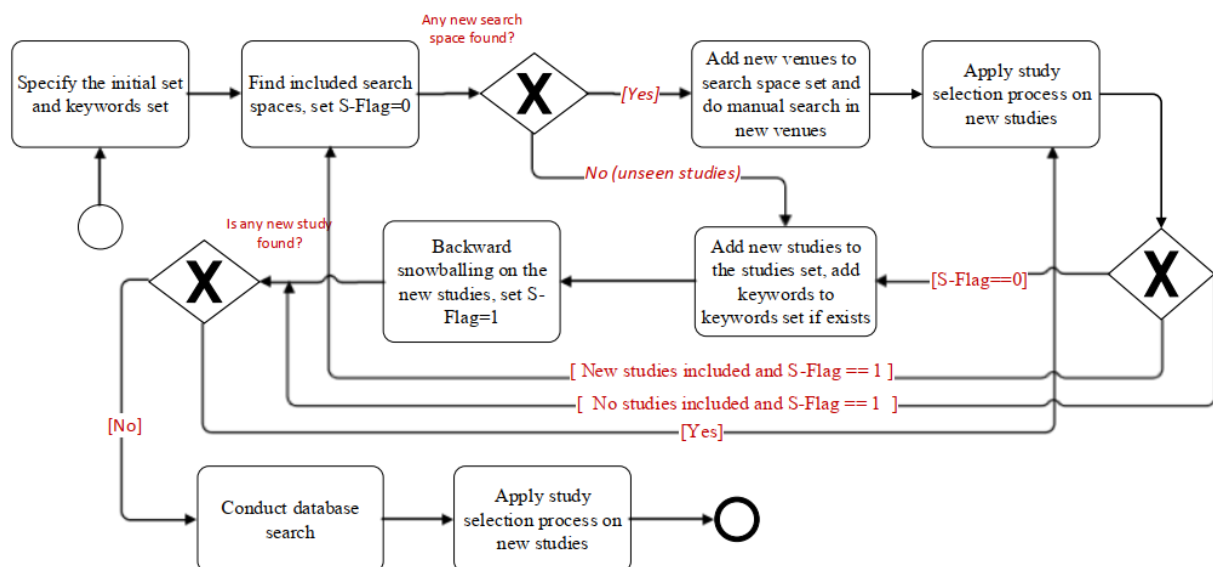 Any new search
space found?
Specify the initial set
and keywords set
Find included search
spaces, set S-Flag=0
X
[Yes]
Add new venues to
search space set and
do manual search in
new venues
Apply study
selection process on
new studies
No (unseen studies)
Is any new study
found?
X
Backward
snowballing on the
new studies, set S-
Flag=1
Add new studies to
the studies set, add
keywords to
keywords set if exists
[S-Flag==0]
X
[ New studies included and S-Flag == 1 ]
[ No studies included and S-Flag == 1 ]
[No]
[Yes]
Conduct database
search
Apply study
selection process on
new studies